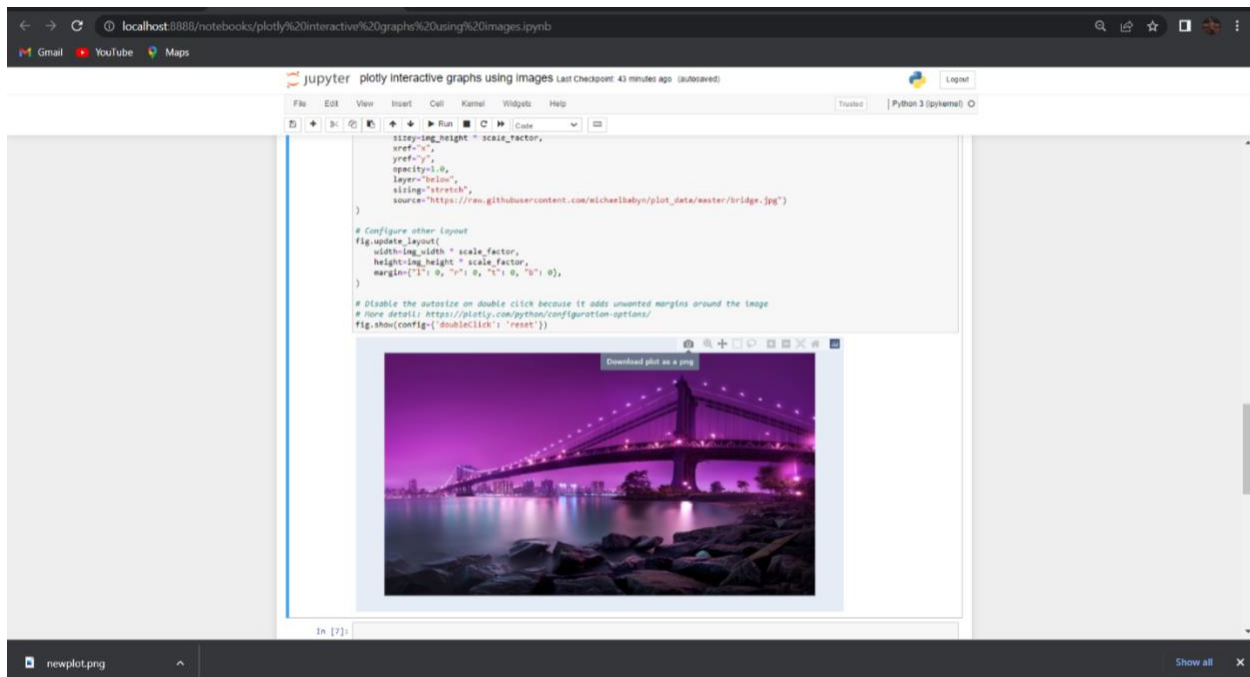 localhost:8888/notebooks/plotly%20interactive%20graphs%20using%20images.ipynb
Gmail YouTube Maps
jupyter plotly interactive graphs using images Last Checkpoint: 43 minutes ago (autosaved) Logout
File Edit View Insert Cell Kernel Widgets Help Trusted Python 3 (ipykernel)
Run Code
sizey=img_height * scale_factor,
xref="x",
yref="y",
opacity=1.0,
layer="below",
sizing="stretch",
source="https://raw.githubusercontent.com/michaelbabyn/plot_data/master/bridge.jpg")
)
# Configure other layout
fig.update_layout(
width=img_width * scale_factor,
height=img_height * scale_factor,
margin={"l": 0, "r": 0, "t": 0, "b": 0},
)
# Disable the autosize on double click because it adds unwanted margins around the image
# More detail: https://plotly.com/python/configuration-options/
fig.show(config={'doubleClick': 'reset'})
Download plot as a png
In [7]:
newplot.png Show all